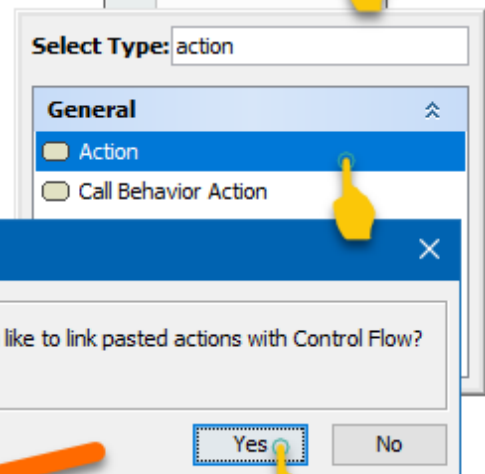 Select Type: action
General
Action
Call Behavior Action
like to link pasted actions with Control Flow?
Yes
No